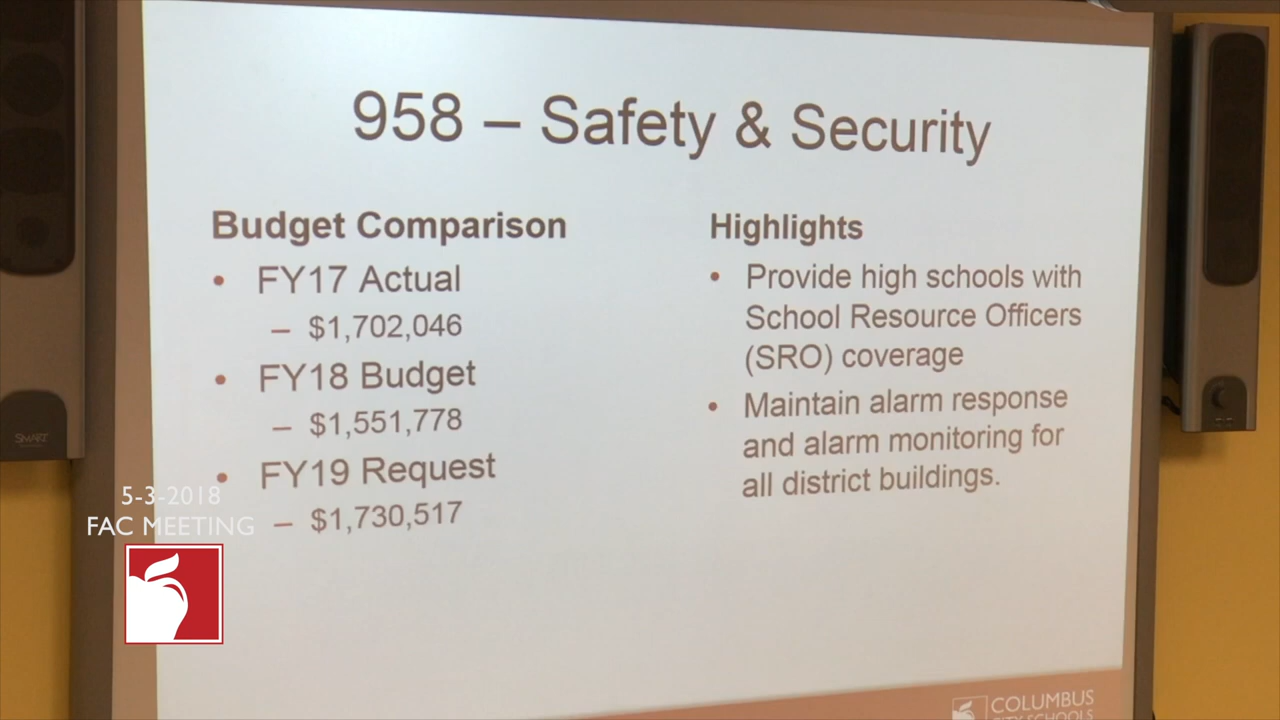 958 – Safety & Security
Budget Comparison
• FY17 Actual
– $1,702,046
• FY18 Budget
– $1,551,778
• FY19 Request
– $1,730,517
Highlights
• Provide high schools with
School Resource Officers
(SRO) coverage
• Maintain alarm response
and alarm monitoring for
all district buildings.
5-3-2018
FAC MEETING
SMART
COLUMBUS
CITY SCHOOLS